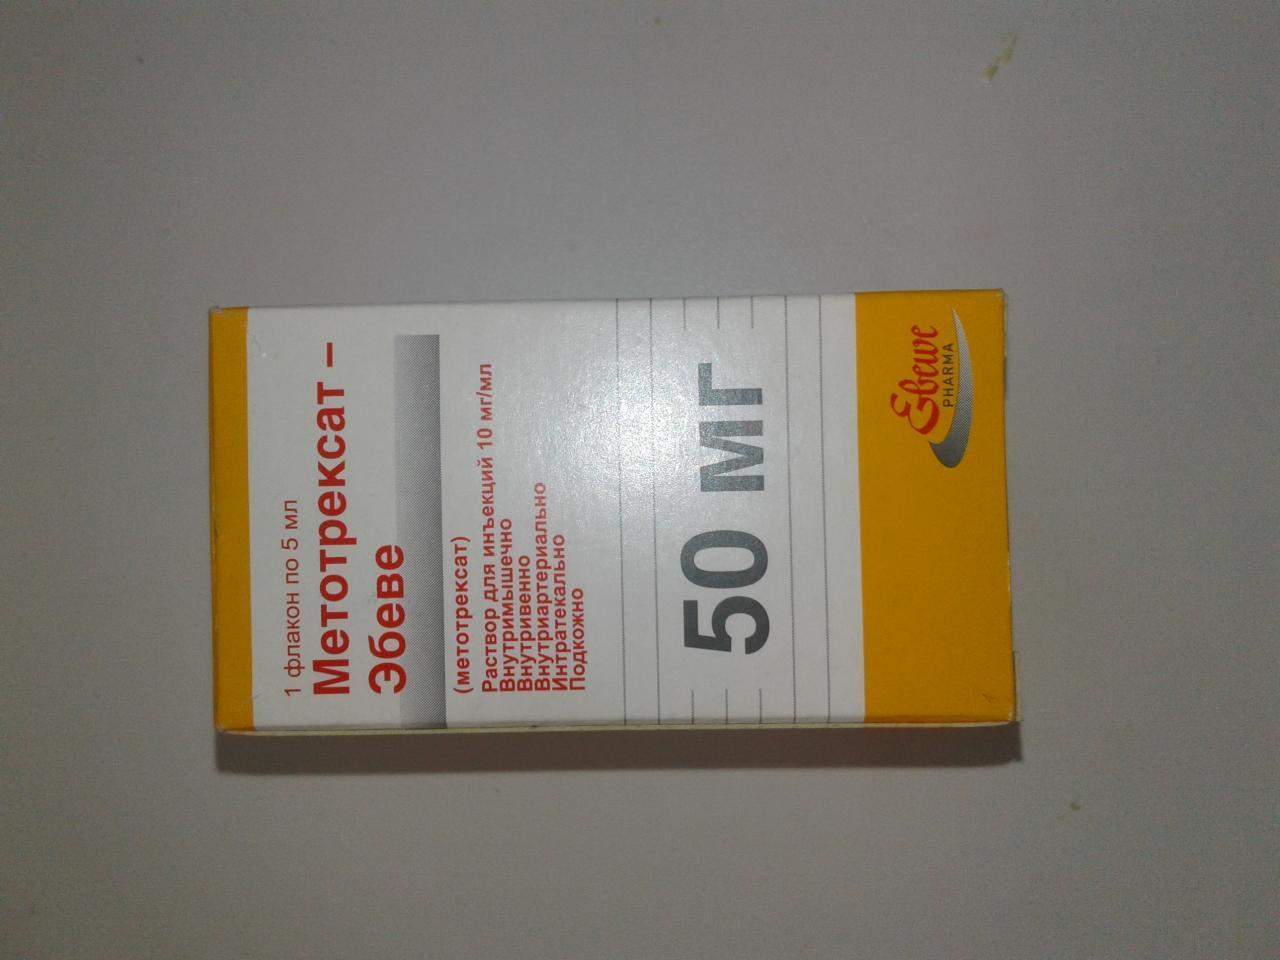 1 флакон по 5 мл
Метотрексат –
Эбеве
(метотрексат)
Раствор для инъекций 10 мг/мл
Внутримышечно
Внутривенно
Внутриартериально
Интратекально
Подкожно
50 мг
Ebewe
PHARMA